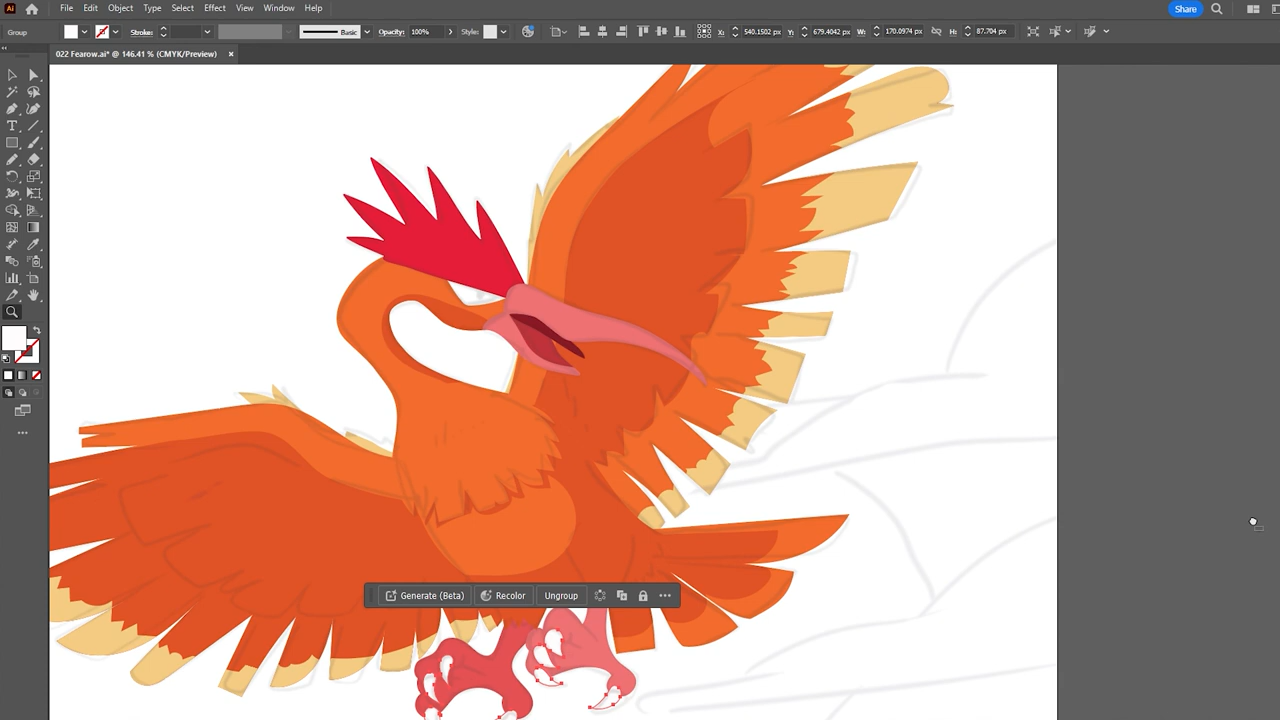 Ai File Edit Object Type Select Effect View Window Help Share
Group Stroke: Basic Opacity: 100% Style: X: 540.1502 px Y: 679.4042 px W: 170.0974 px H: 87.704 px
022 Fearow.ai* @ 146.41 % (CMYK/Preview) ×
Generate (Beta) Recolor Ungroup